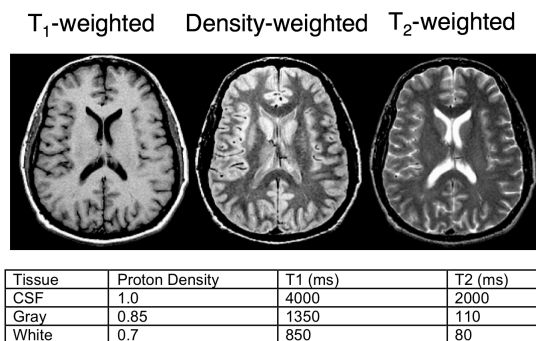 T₁-weighted Density-weighted T₂-weighted
Tissue Proton Density T1 (ms) T2 (ms)
CSF 1.0 4000 2000
Gray 0.85 1350 110
White 0.7 850 80